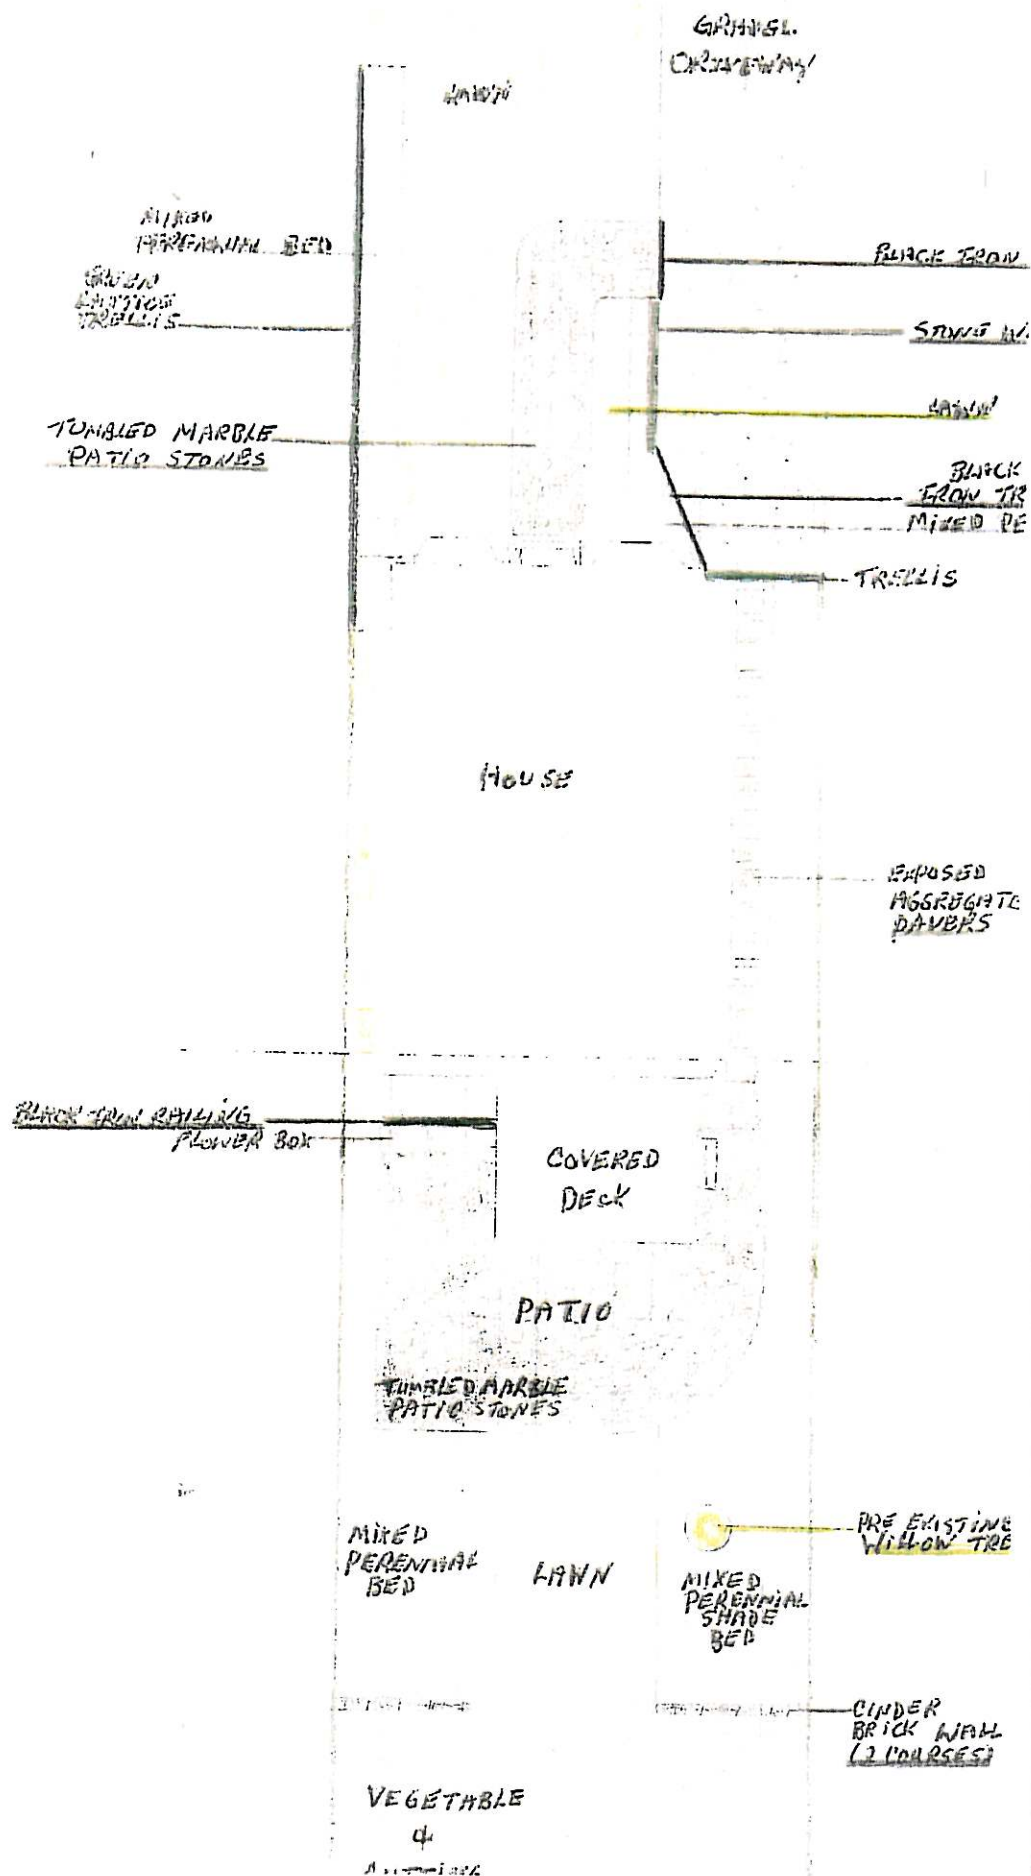 GRAVEL
DRIVEWAY
LAWN
MIXED
PERENNIAL BED
LATTICE
TRELLIS
BLACK IRON
STONE W
LAWN
TUMBLED MARBLE
PATIO STONES
BLACK
IRON TR
MIXED PE
TRELLIS
HOUSE
EXPOSED
AGGREGATE
PAVERS
BLACK IRON RAILING
FLOWER BOX
COVERED
DECK
PATIO
TUMBLED MARBLE
PATIO STONES
PRE EXISTING
WILLOW TRE
MIXED
PERENNIAL
BED
LAWN
MIXED
PERENNIAL
SHADE
BED
CINDER
BRICK WALL
(2 COURSES)
VEGETABLE
&